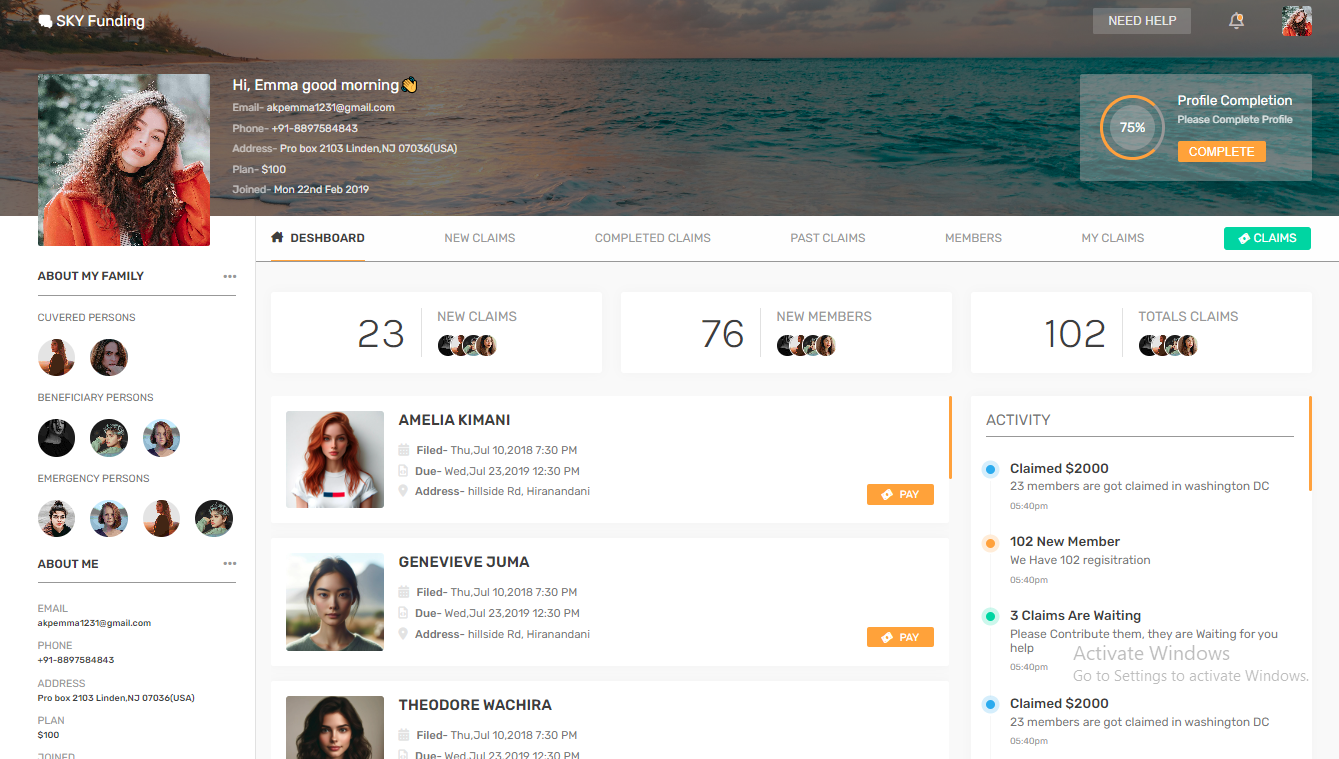 SKY Funding
NEED HELP
Hi, Emma good morning
Email- akpemma1231@gmail.com
Phone- +91-8897584843
Address- Pro box 2103 Linden,NJ 07036(USA)
Plan- $100
Joined- Mon 22nd Feb 2019
75%
Profile Completion
Please Complete Profile
COMPLETE
DESHBOARD
NEW CLAIMS
COMPLETED CLAIMS
PAST CLAIMS
MEMBERS
MY CLAIMS
CLAIMS
ABOUT MY FAMILY
CUVERED PERSONS
BENEFICIARY PERSONS
EMERGENCY PERSONS
ABOUT ME
EMAIL
akpemma1231@gmail.com
PHONE
+91-8897584843
ADDRESS
Pro box 2103 Linden,NJ 07036(USA)
PLAN
$100
JOINED
23
NEW CLAIMS
76
NEW MEMBERS
102
TOTALS CLAIMS
AMELIA KIMANI
Filed- Thu,Jul 10,2018 7:30 PM
Due- Wed,Jul 23,2019 12:30 PM
Address- hillside Rd, Hiranandani
PAY
GENEVIEVE JUMA
Filed- Thu,Jul 10,2018 7:30 PM
Due- Wed,Jul 23,2019 12:30 PM
Address- hillside Rd, Hiranandani
PAY
THEODORE WACHIRA
Filed- Thu,Jul 10,2018 7:30 PM
Due- Wed,Jul 23,2019 12:30 PM
ACTIVITY
Claimed $2000
23 members are got claimed in washington DC
05:40pm
102 New Member
We Have 102 regisitration
05:40pm
3 Claims Are Waiting
Please Contribute them, they are Waiting for you
help
05:40pm
Claimed $2000
23 members are got claimed in washington DC
05:40pm
Activate Windows
Go to Settings to activate Windows.